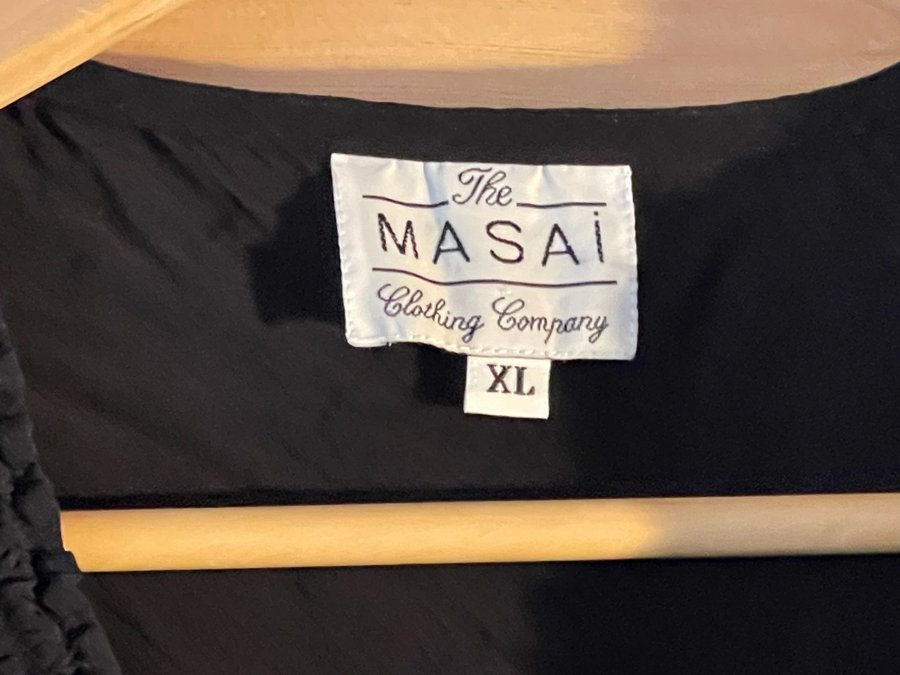 The
MASAi
Clothing Company
XL